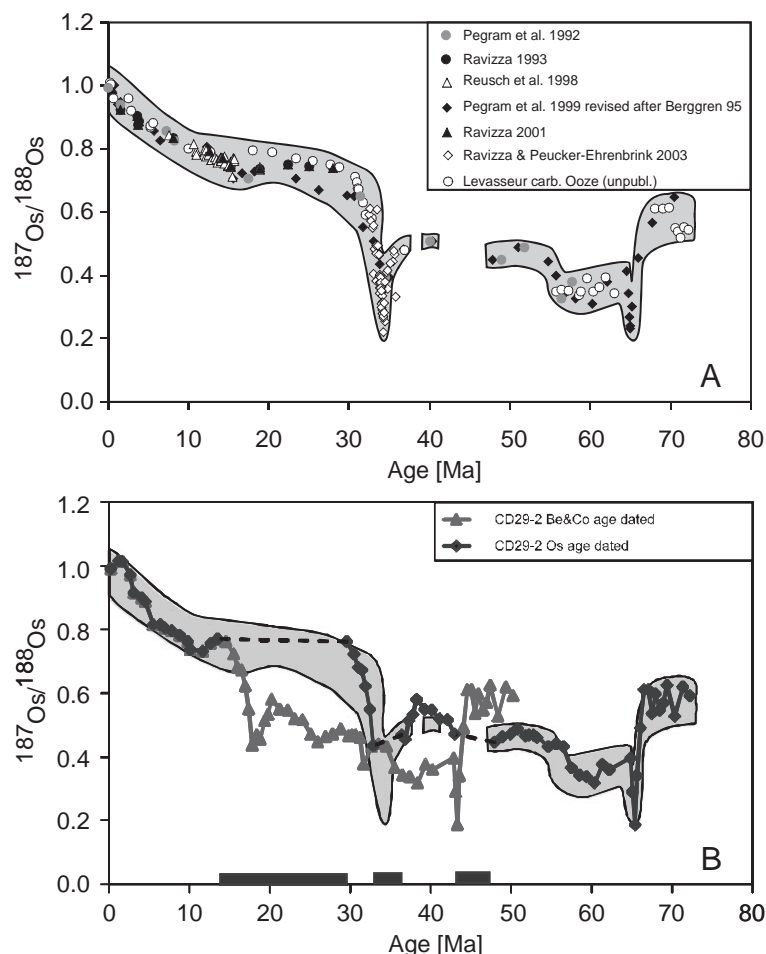 1.2
1.0
0.8
0.6
0.4
0.2
0.0
187Os/188Os
Pegram et al. 1992
Ravizza 1993
Reusch et al. 1998
Pegram et al. 1999 revised after Berggren 95
Ravizza 2001
Ravizza & Peucker-Ehrenbrink 2003
Levasseur carb. Ooze (unpubl.)
A
0 10 20 30 40 50 60 70 80
Age [Ma]
1.2
1.0
0.8
0.6
0.4
0.2
0.0
187Os/188Os
CD29-2 Be&Co age dated
CD29-2 Os age dated
B
0 10 20 30 40 50 60 70 80
Age [Ma]